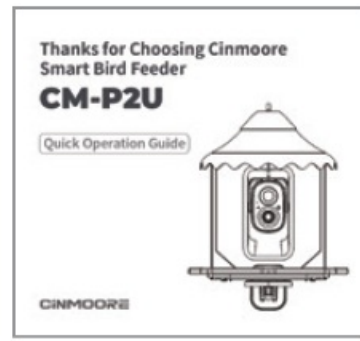 Thanks for Choosing Cinmoore
Smart Bird Feeder
CM-P2U
Quick Operation Guide
CINMOORE